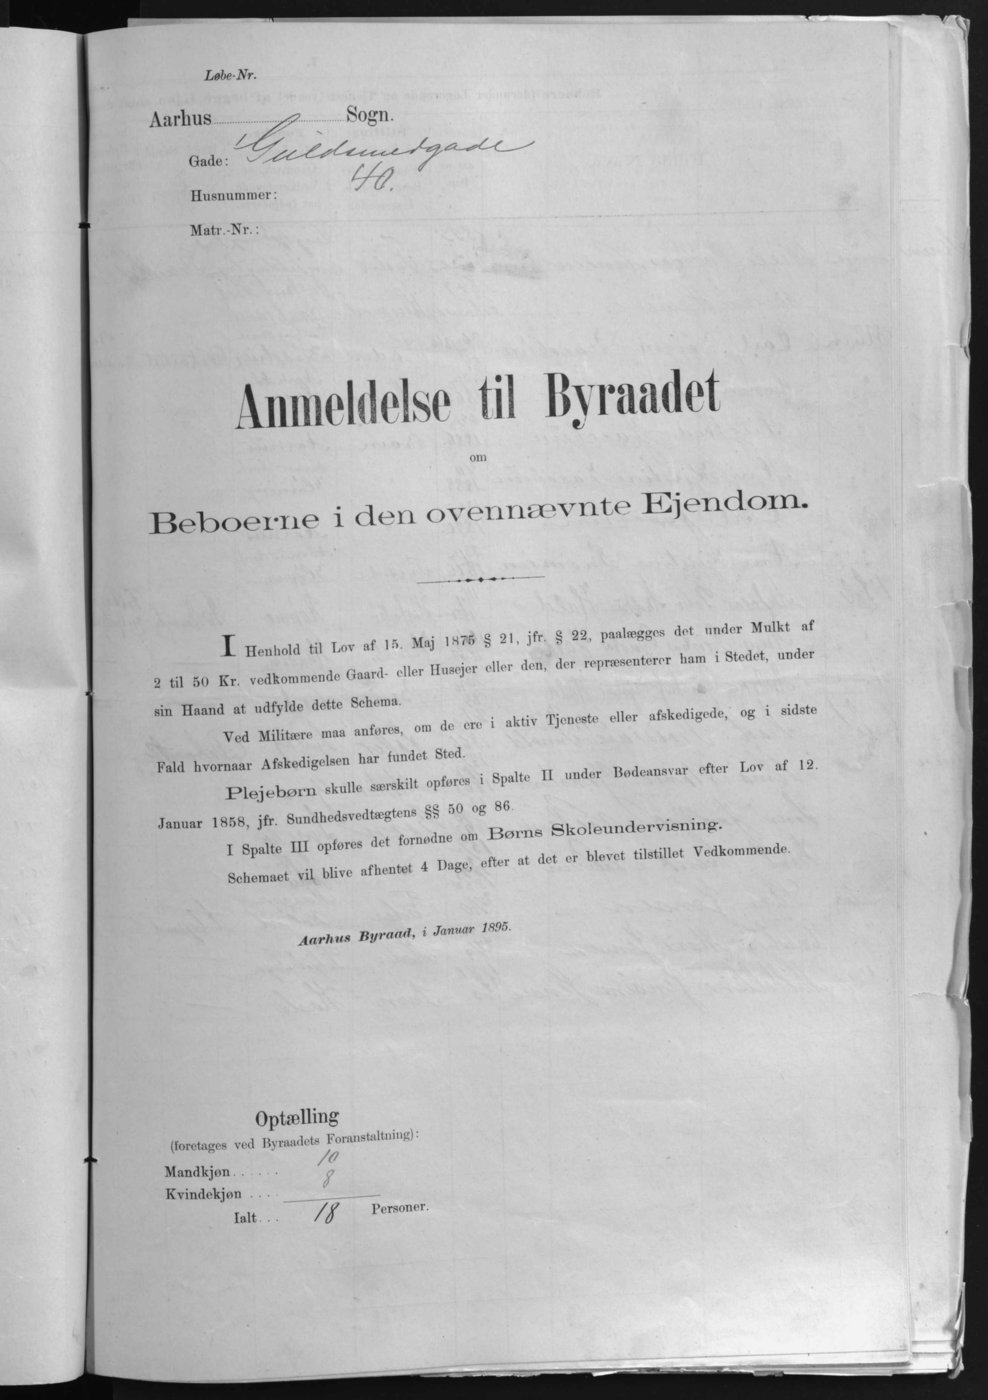 Løbe-Nr.
Aarhus Sogn.
Gade: Guldsmedgade
40.
Husnummer:
Matr.-Nr.:
Anmeldelse til Byraadet
om
Beboerne i den ovennævnte Ejendom.
I Henhold til Lov af 15. Maj 1875 § 21, jfr. § 22, paalægges det under Mulkt af
2 til 50 Kr. vedkommende Gaard- eller Husejer eller den, der repræsenterer ham i Stedet, under
sin Haand at udfylde dette Schema.
Ved Militære maa anføres, om de ere i aktiv Tjeneste eller afskedigede, og i sidste
Fald hvornaar Afskedigelsen har fundet Sted.
Plejebørn skulle særskilt opføres i Spalte II under Bødeansvar efter Lov af 12.
Januar 1858, jfr. Sundhedsvedtægtens §§ 50 og 86.
I Spalte III opføres det fornødne om Børns Skoleundervisning.
Schemaet vil blive afhentet 4 Dage, efter at det er blevet tilstillet Vedkommende.
Aarhus Byraad, i Januar 1895.
Optælling
(foretages ved Byraadets Foranstaltning):
Mandkjøn...... 10
Kvindekjøn .... 8
Ialt... 18 Personer.